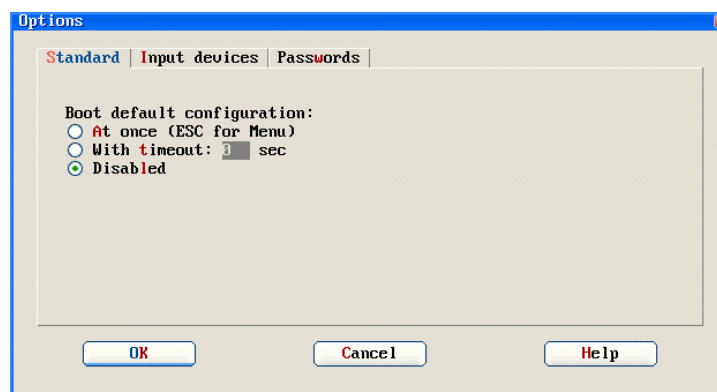 Options
Standard Input devices Passwords
Boot default configuration:
At once (ESC for Menu)
With timeout: 3 sec
Disabled
OK Cancel Help